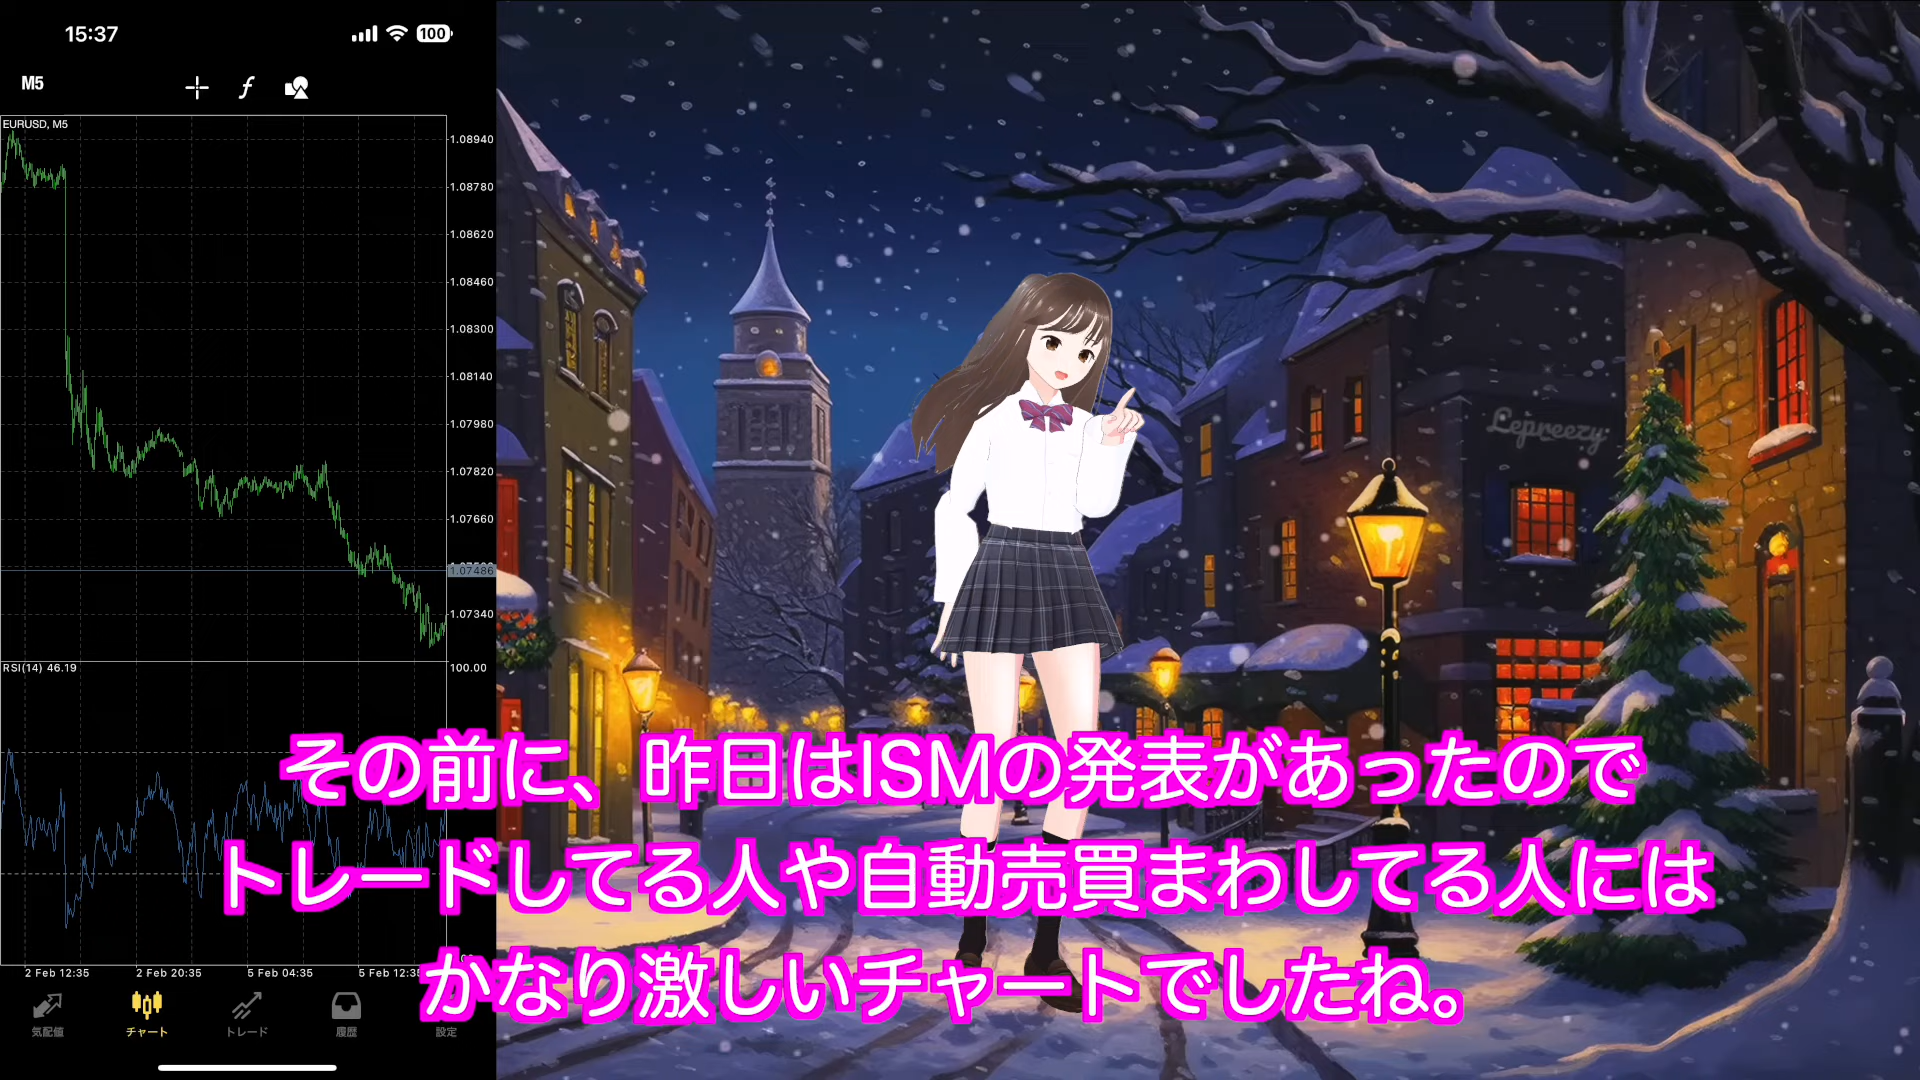 15:37
100
M5
EURUSD, M5
1.08940
1.08780
1.08620
1.08460
1.08300
1.08140
1.07980
1.07820
1.07660
1.07486
1.07340
RSI(14) 46.19
100.00
Lepreezy
その前に、昨日はISMの発表があったので
トレードしてる人や自動売買まわしてる人には
かなり激しいチャートでしたね。
2 Feb 12:35
2 Feb 20:35
5 Feb 04:35
5 Feb 12:35
気配値
チャート
トレード
履歴
設定